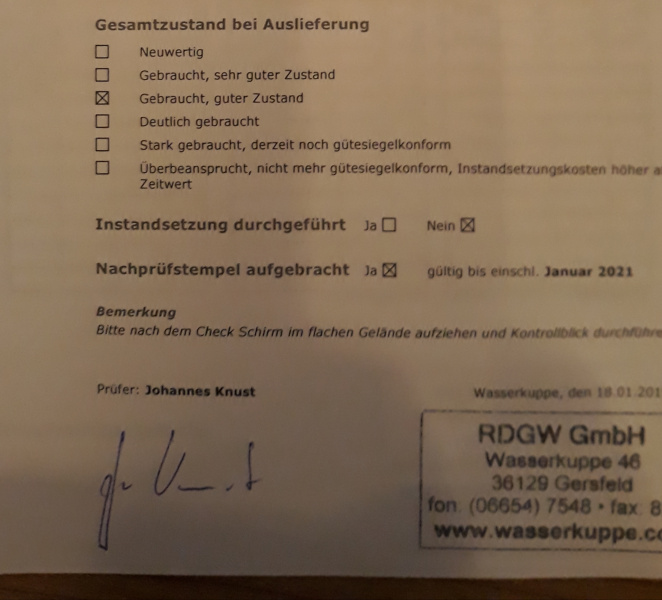 Gesamtzustand bei Auslieferung
☐ Neuwertig
☐ Gebraucht, sehr guter Zustand
☒ Gebraucht, guter Zustand
☐ Deutlich gebraucht
☐ Stark gebraucht, derzeit noch gütesiegelkonform
☐ Überbeansprucht, nicht mehr gütesiegelkonform, Instandsetzungskosten höher
Zeitwert
Instandsetzung durchgeführt Ja ☐ Nein ☒
Nachprüfstempel aufgebracht Ja ☒ gültig bis einschl. Januar 2021
Bemerkung
Bitte nach dem Check Schirm im flachen Gelände aufziehen und Kontrollblick durchführe
Prüfer: Johannes Knust Wasserkuppe, den 18.01.201
RDGW GmbH
Wasserkuppe 46
36129 Gersfeld
fon: (06654) 7548 • fax: 8
www.wasserkuppe.co